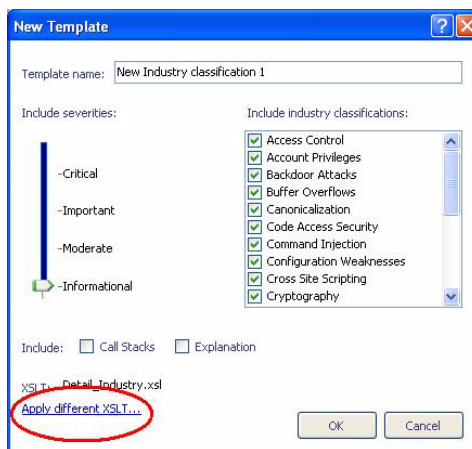 New Template
Template name: New Industry classification 1
Include severities:
-Critical
-Important
-Moderate
-Informational
Include industry classifications:
Access Control
Account Privileges
Backdoor Attacks
Buffer Overflows
Canonicalization
Code Access Security
Command Injection
Configuration Weaknesses
Cross Site Scripting
Cryptography
Include: Call Stacks Explanation
XSLT: Detail_Industry.xsl
Apply different XSLT...
OK Cancel